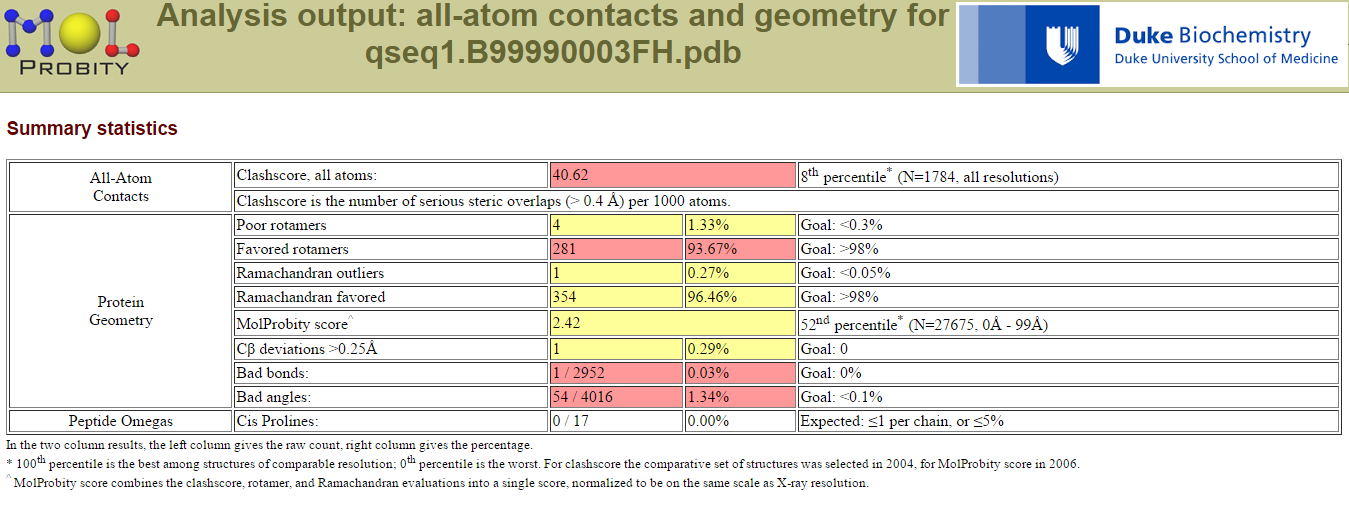 MOL
PROBITY
Analysis output: all-atom contacts and geometry for
qseq1.B99990003FH.pdb
Duke Biochemistry
Duke University School of Medicine
Summary statistics
All-Atom
Contacts
Clashscore, all atoms: 40.62 8th percentile* (N=1784, all resolutions)
Clashscore is the number of serious steric overlaps (> 0.4 Å) per 1000 atoms.
Protein
Geometry
Poor rotamers 4 1.33% Goal: <0.3%
Favored rotamers 281 93.67% Goal: >98%
Ramachandran outliers 1 0.27% Goal: <0.05%
Ramachandran favored 354 96.46% Goal: >98%
MolProbity score^ 2.42 52nd percentile* (N=27675, 0Å - 99Å)
Cβ deviations >0.25Å 1 0.29% Goal: 0
Bad bonds: 1 / 2952 0.03% Goal: 0%
Bad angles: 54 / 4016 1.34% Goal: <0.1%
Peptide Omegas Cis Prolines: 0 / 17 0.00% Expected: ≤1 per chain, or ≤5%
In the two column results, the left column gives the raw count, right column gives the percentage.
* 100th percentile is the best among structures of comparable resolution; 0th percentile is the worst. For clashscore the comparative set of structures was selected in 2004, for MolProbity score in 2006.
^ MolProbity score combines the clashscore, rotamer, and Ramachandran evaluations into a single score, normalized to be on the same scale as X-ray resolution.